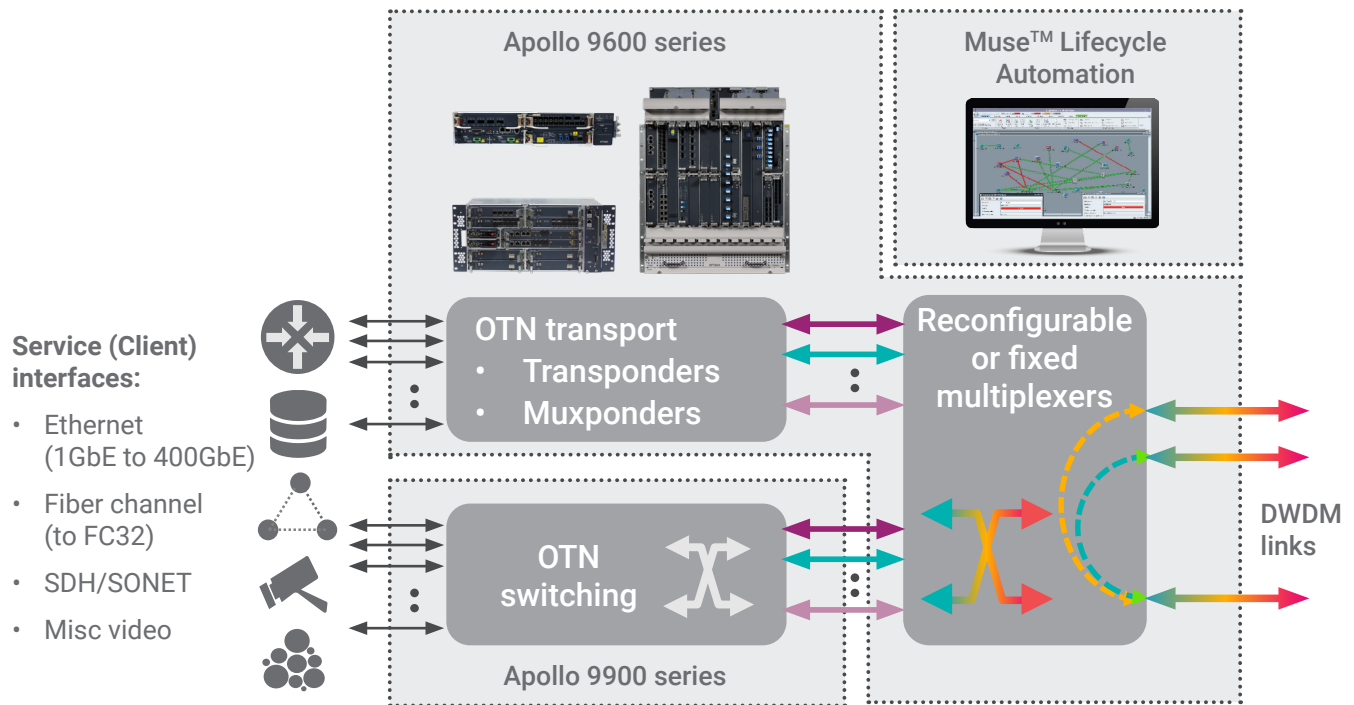 Apollo 9600 series
Muse™ Lifecycle
Automation
Service (Client)
interfaces:
• Ethernet
(1GbE to 400GbE)
• Fiber channel
(to FC32)
• SDH/SONET
• Misc video
OTN transport
• Transponders
• Muxponders
Reconfigurable
or fixed
multiplexers
OTN
switching
Apollo 9900 series
DWDM
links